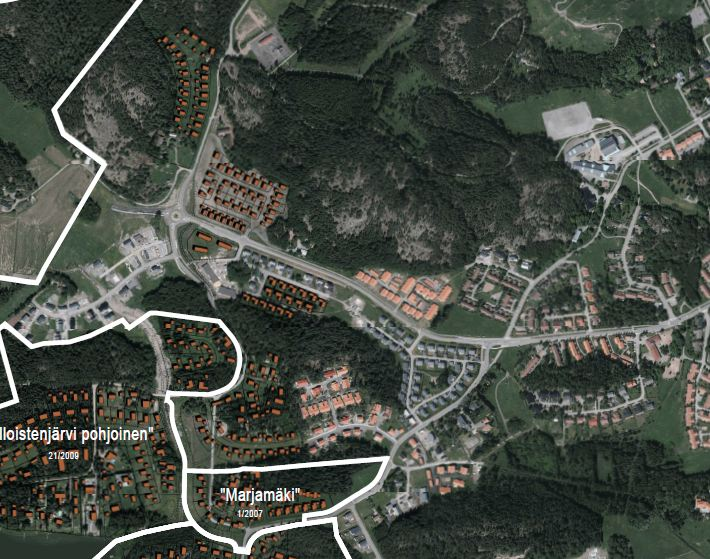 lloistenjärvi pohjoinen"
21/2009
"Marjamäki"
1/2007